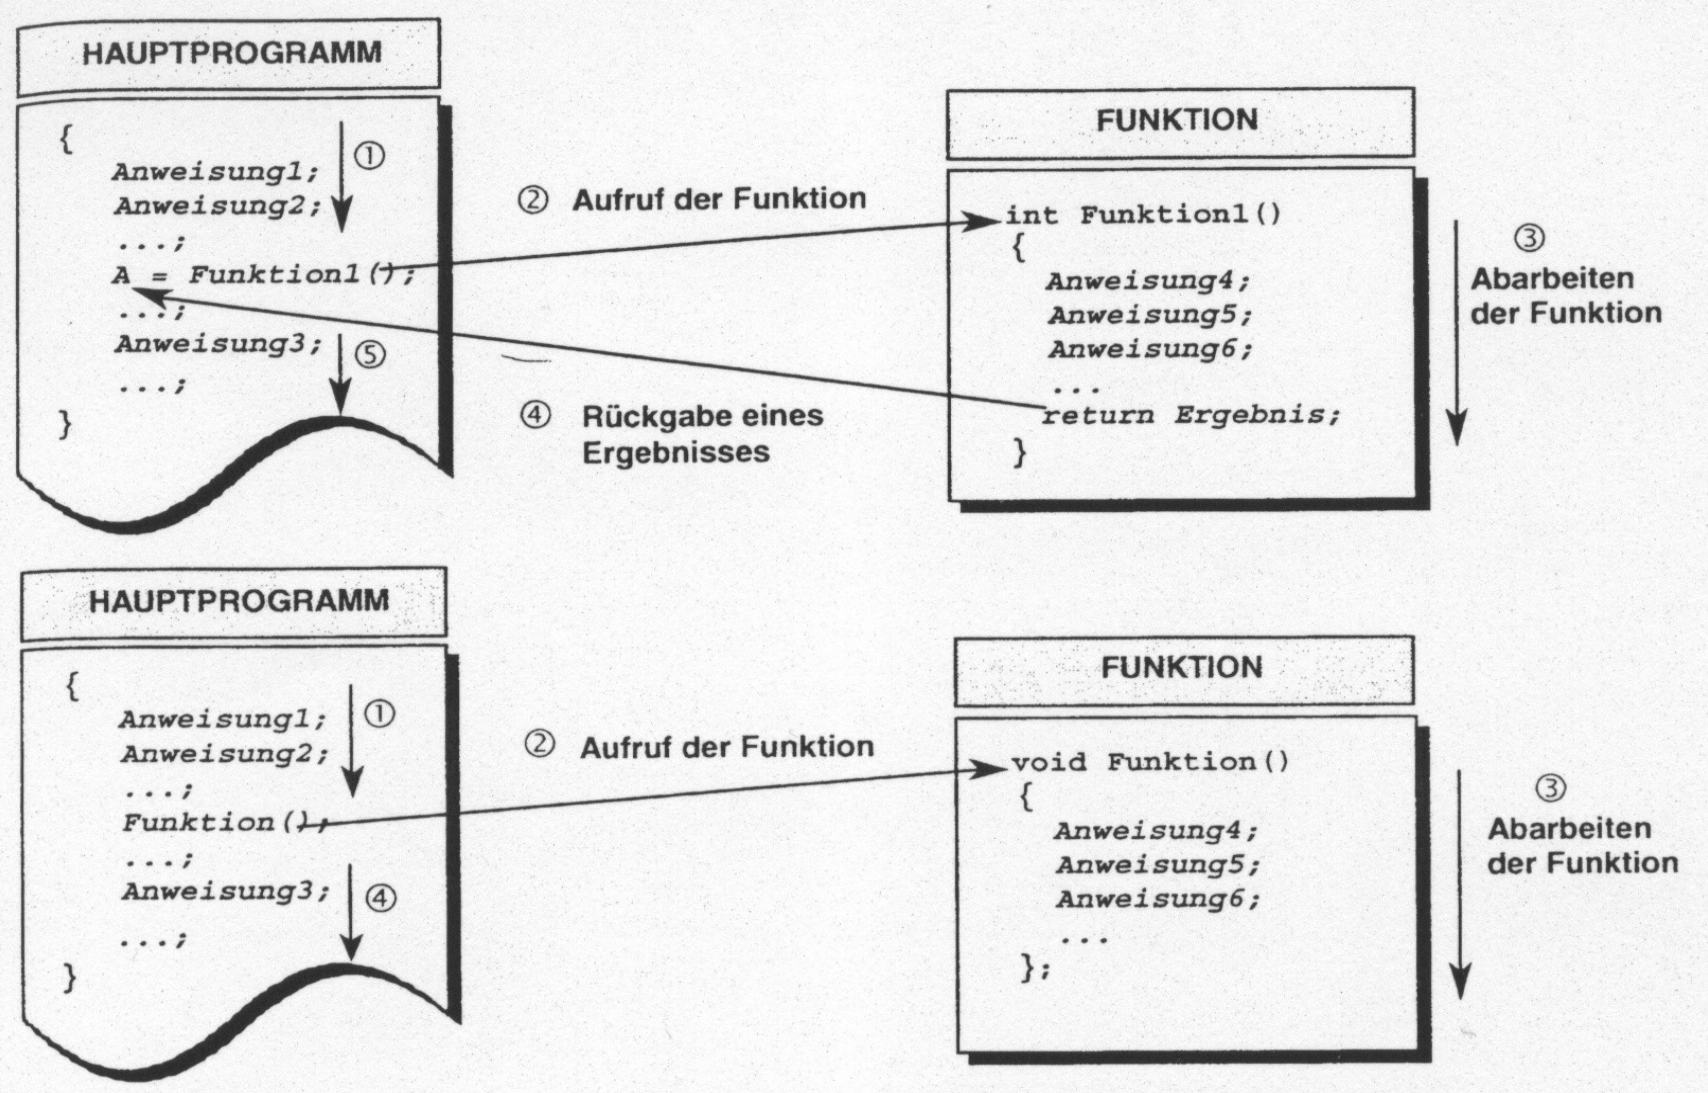 HAUPTPROGRAMM
{
①
Anweisung1;
Anweisung2;
...;
A = Funktion1();
...;
Anweisung3;
⑤
...;
}
② Aufruf der Funktion
④ Rückgabe eines
Ergebnisses
FUNKTION
int Funktion1()
{
Anweisung4;
Anweisung5;
Anweisung6;
...
return Ergebnis;
}
③
Abarbeiten
der Funktion
HAUPTPROGRAMM
{
①
Anweisung1;
Anweisung2;
...;
Funktion();
...;
Anweisung3;
④
...;
}
② Aufruf der Funktion
FUNKTION
void Funktion()
{
Anweisung4;
Anweisung5;
Anweisung6;
...
};
③
Abarbeiten
der Funktion